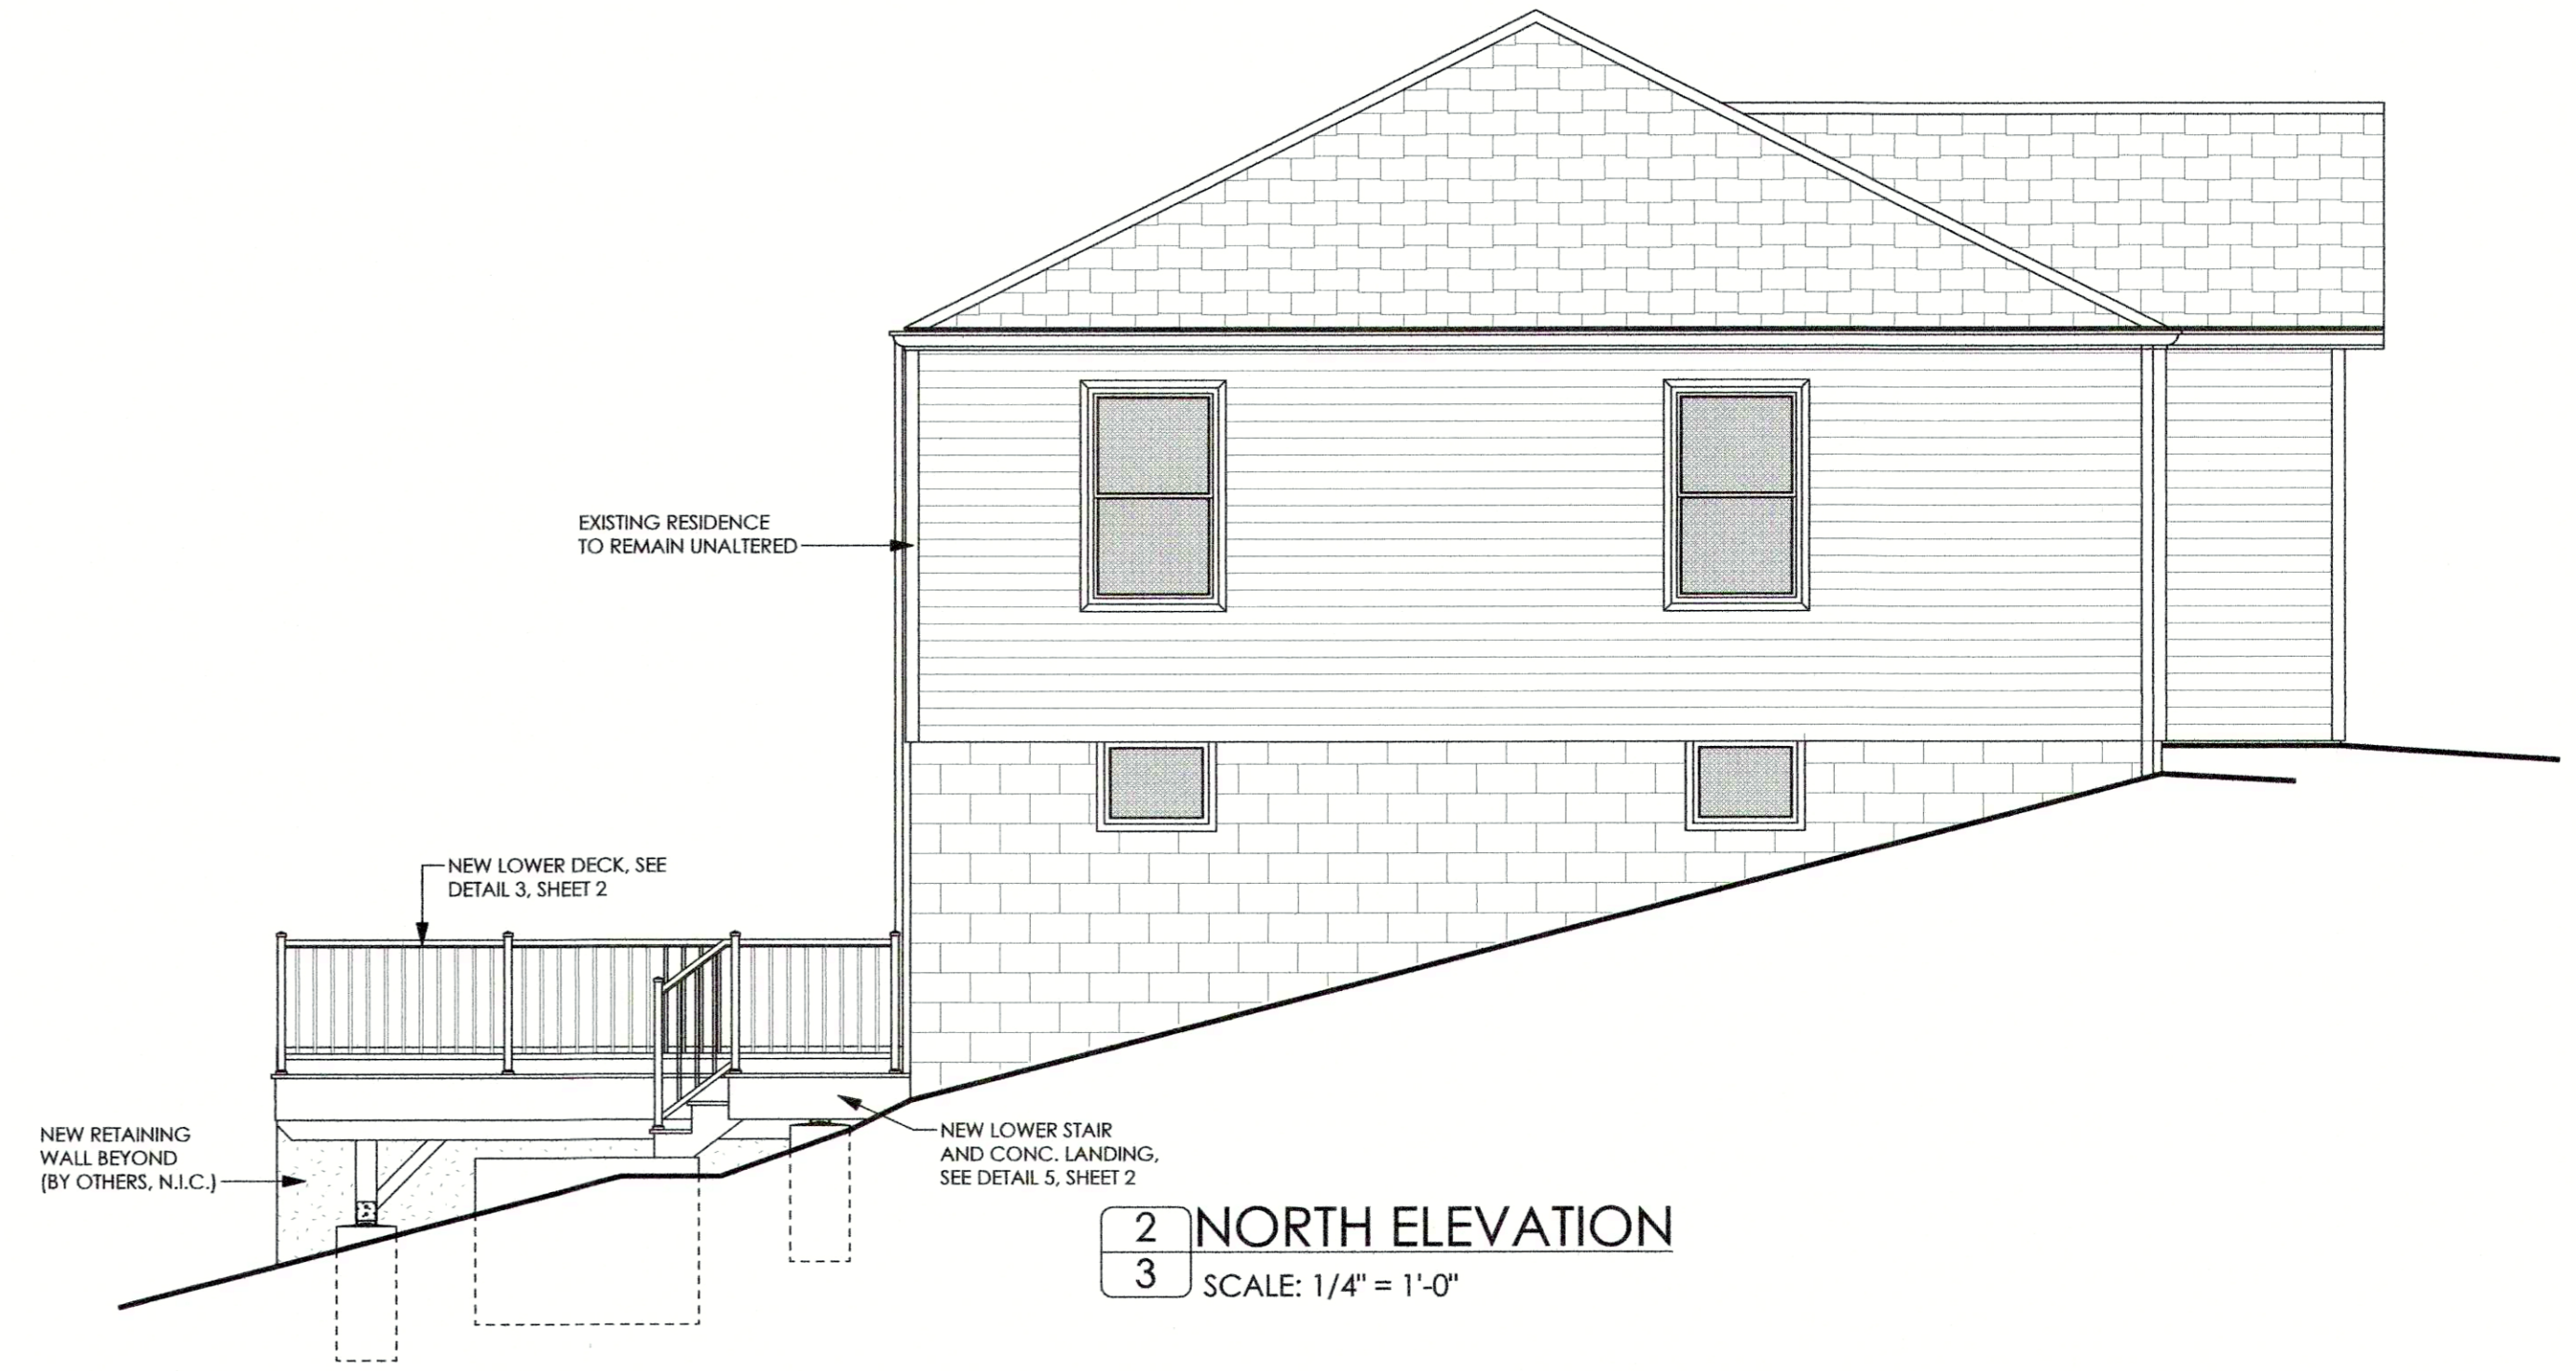 EXISTING RESIDENCE
TO REMAIN UNALTERED
NEW LOWER DECK, SEE
DETAIL 3, SHEET 2
NEW RETAINING
WALL BEYOND
(BY OTHERS, N.I.C.)
NEW LOWER STAIR
AND CONC. LANDING,
SEE DETAIL 5, SHEET 2
2
3
NORTH ELEVATION
SCALE: 1/4" = 1'-0"